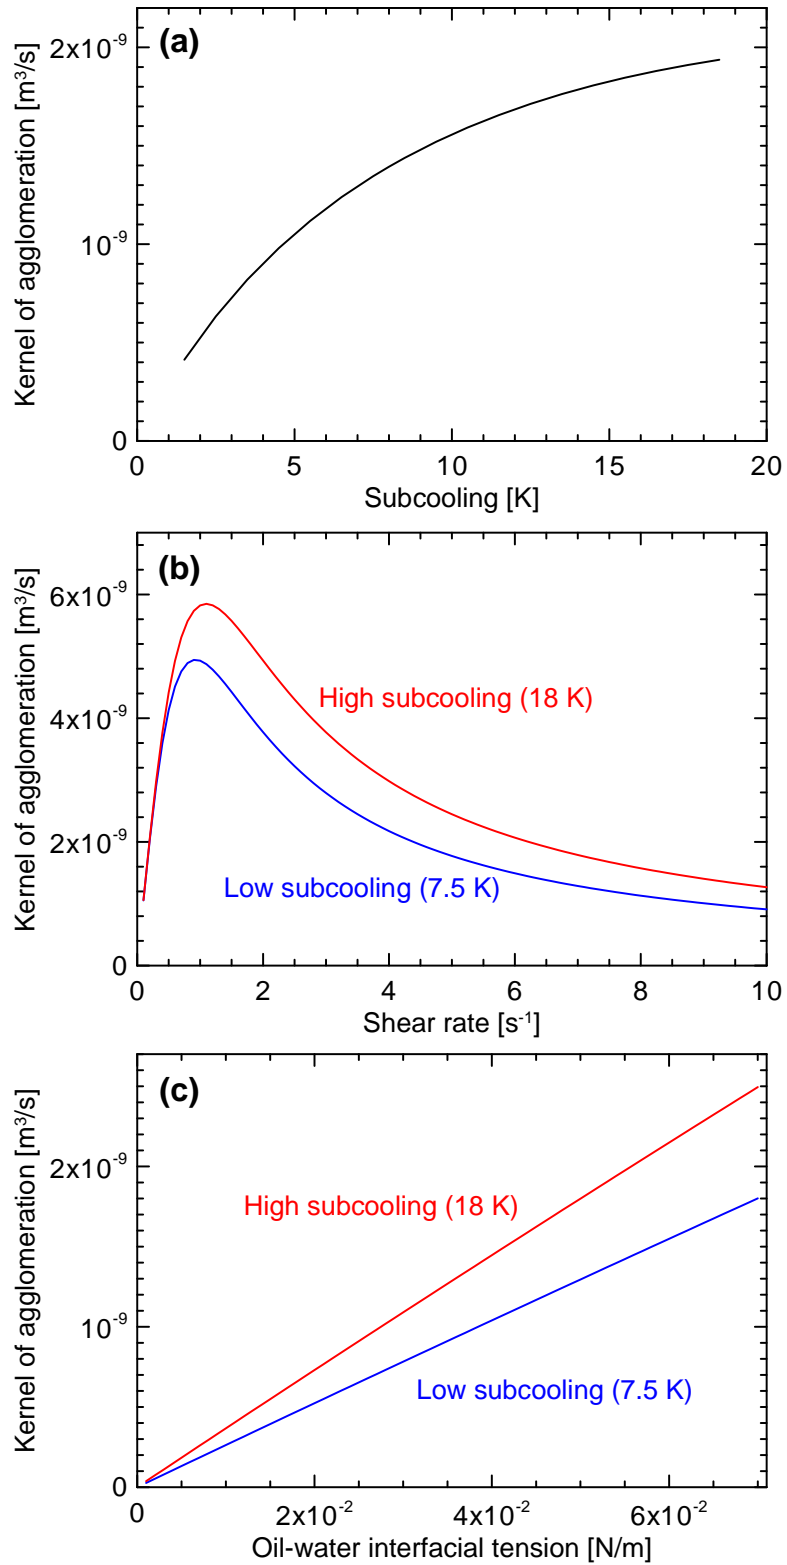 (a)
Kernel of agglomeration [m³/s]
2x10⁻⁹
10⁻⁹
0
0 5 10 15 20
Subcooling [K]
(b)
Kernel of agglomeration [m³/s]
6x10⁻⁹
High subcooling (18 K)
4x10⁻⁹
2x10⁻⁹
Low subcooling (7.5 K)
0
0 2 4 6 8 10
Shear rate [s⁻¹]
(c)
Kernel of agglomeration [m³/s]
2x10⁻⁹
High subcooling (18 K)
10⁻⁹
Low subcooling (7.5 K)
0
0 2x10⁻² 4x10⁻² 6x10⁻²
Oil-water interfacial tension [N/m]